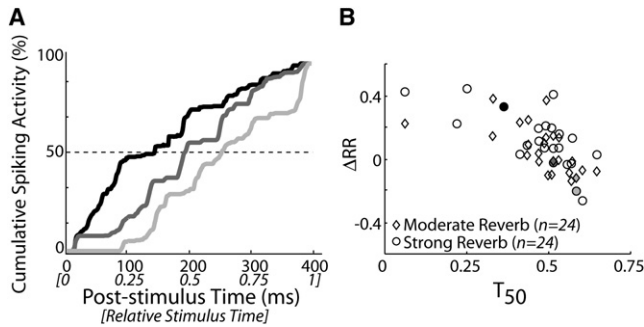 A
Cumulative Spiking Activity (%)
100
50
0
0 100 200 300 400
[0 0.25 0.5 0.75 1]
Post-stimulus Time (ms)
[Relative Stimulus Time]
B
ΔRR
0.4
0
-0.4
◊ Moderate Reverb (n=24)
○ Strong Reverb (n=24)
0 0.25 0.5 0.75
T50